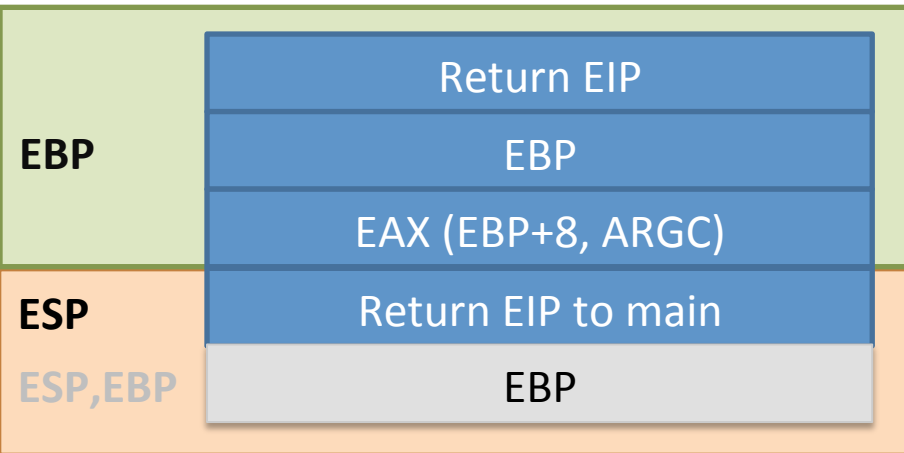 Return EIP
EBP EBP
EAX (EBP+8, ARGC)
ESP Return EIP to main
ESP,EBP EBP